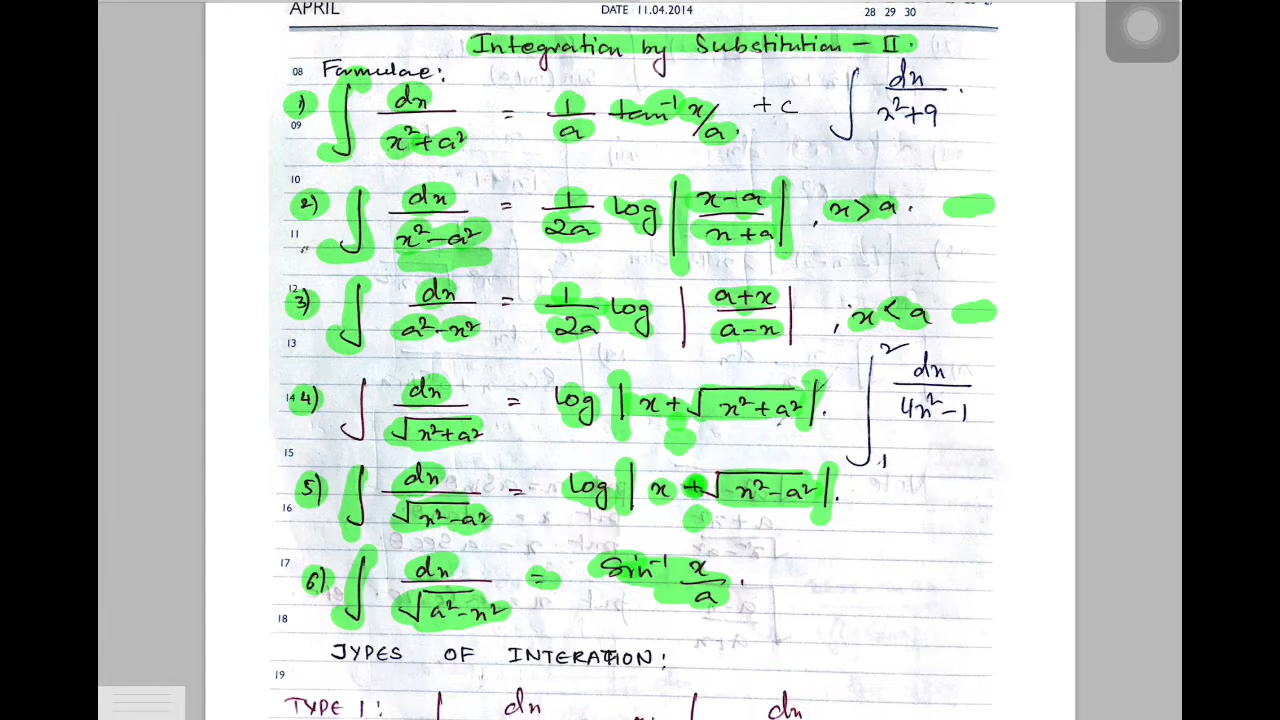 APRIL DATE : 11.04.2014 28 29 30
Integration by Substitution - II.
08 Formulae:
1) ∫ dx/(x²+a²) = 1/a tan⁻¹ x/a. + c ∫ dx/(x²+9).
09
10
2) ∫ dx/(x²-a²) = 1/2a log |(x-a)/(x+a)|, x>a.
11
12
3) ∫ dx/(a²-x²) = 1/2a log |(a+x)/(a-x)|, x<a
13
14 4) ∫ dx/√(x²+a²) = log |x+√(x²+a²)|. ∫₁² dx/(4x²-1)
15
5) ∫ dx/√(x²-a²) = log |x+√(x²-a²)|.
16
17
6) ∫ dx/√(a²-x²) = Sin⁻¹ x/a.
18
TYPES OF INTERATION:
19
TYPE 1: ∫ dx ∫ dx